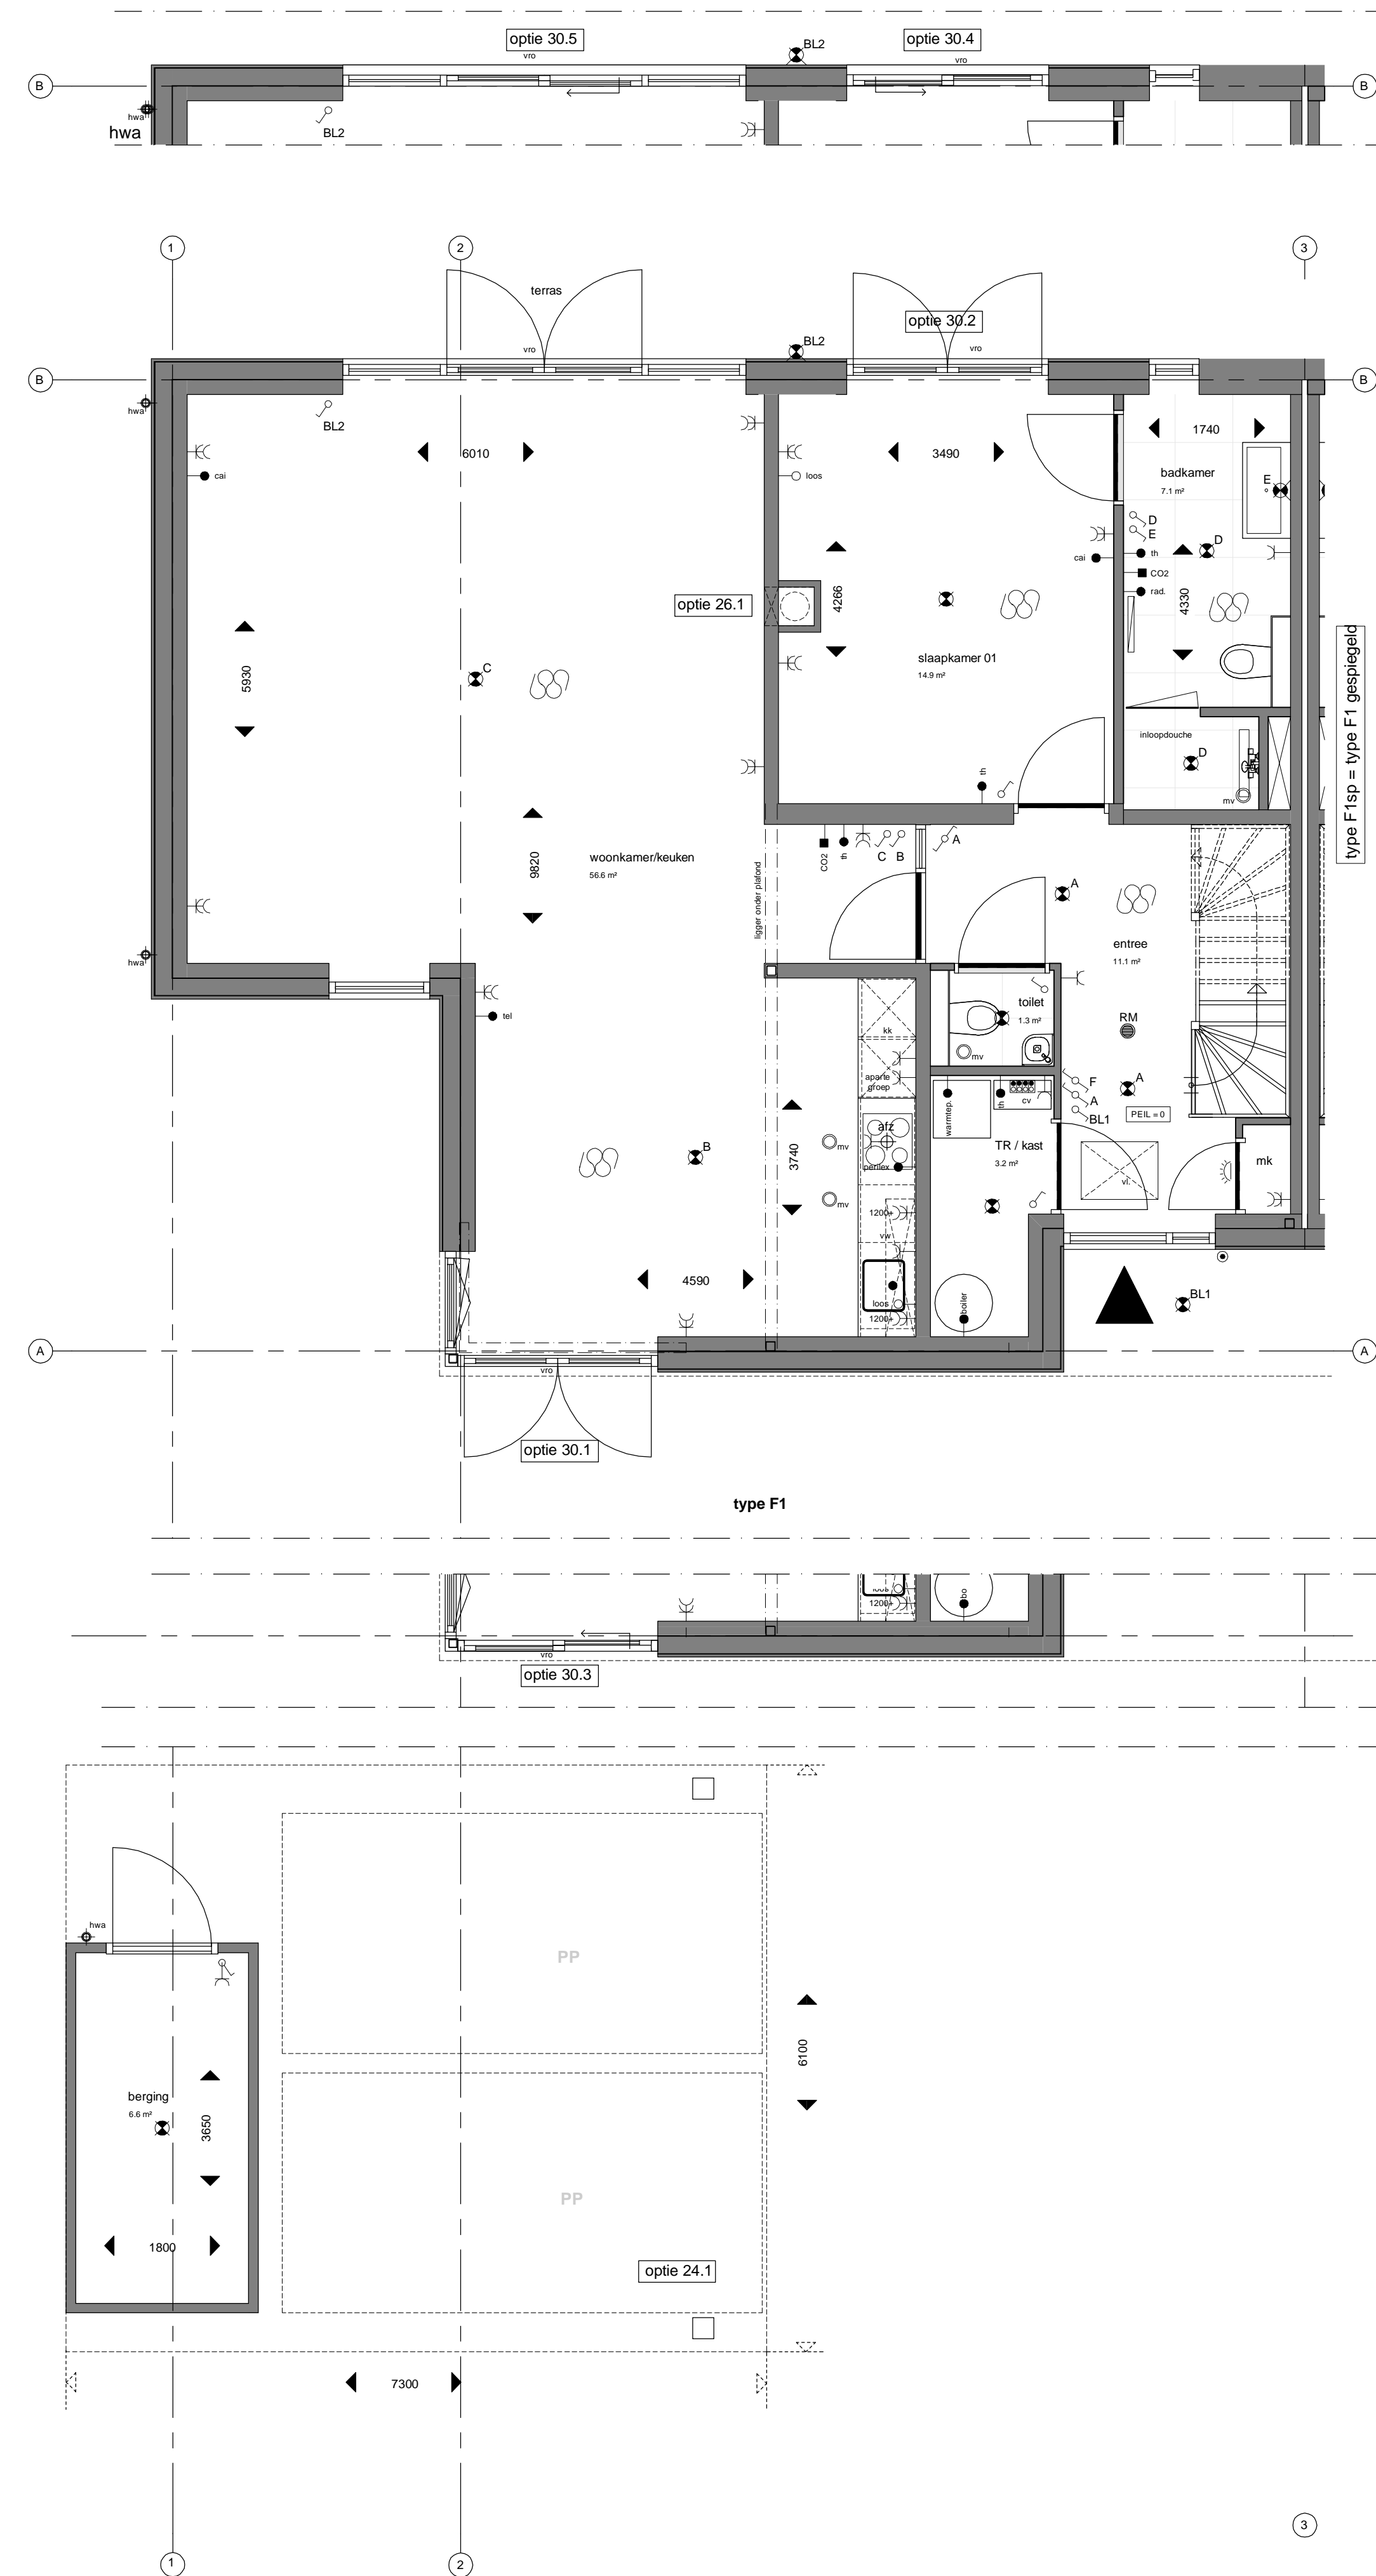 optie 30.5
vro
BL2
optie 30.4
vro
B
B
hwa
hwa
BL2
1
2
3
terras
optie 30.2
vro
BL2
vro
B
B
hwa
BL2
6010
3490
1740
cai
loos
badkamer
7.1 m²
E
D
E
D
cai
th
CO2
rad.
optie 26.1
4266
4330
5930
C
slaapkamer 01
14.9 m²
type F1sp = type F1 gespiegeld
inloopdouche
D
th
mv
9820
woonkamer/keuken
56.6 m²
ligger onder plafond
CO2
th
C
B
A
A
entree
11.1 m²
hwa
tel
kk
toilet
1.3 m²
mv
RM
aparte
groep
warmtep.
th
cv
F
A
BL1
A
PEIL = 0
afz
3740
mv
perilex
TR / kast
3.2 m²
vl.
mk
B
mv
1200+
vw
4590
loos
1200+
boiler
BL1
A
A
vro
optie 30.1
type F1
loos
1200+
bo
vro
optie 30.3
hwa
PP
6100
berging
6.6 m²
3650
PP
1800
optie 24.1
7300
3
1
2